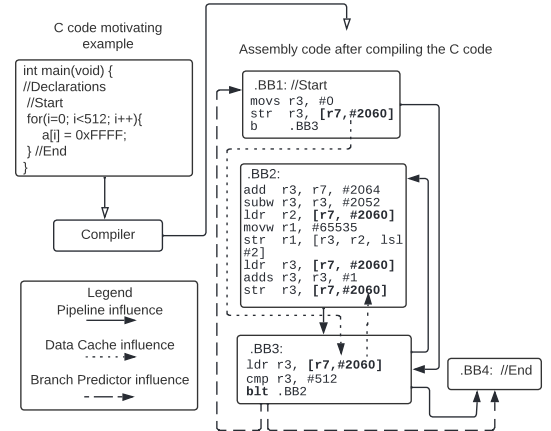 C code motivating
example
int main(void) {
//Declarations
//Start
for(i=0; i<512; i++){
a[i] = 0xFFFF;
} //End
}
Compiler
Legend
Pipeline influence
Data Cache influence
Branch Predictor influence
Assembly code after compiling the C code
.BB1: //Start
movs r3, #0
str r3, [r7,#2060]
b .BB3
.BB2:
add r3, r7, #2064
subw r3, r3, #2052
ldr r2, [r7, #2060]
movw r1, #65535
str r1, [r3, r2, lsl
#2]
ldr r3, [r7, #2060]
adds r3, r3, #1
str r3, [r7,#2060]
.BB3:
ldr r3, [r7,#2060]
cmp r3, #512
blt .BB2
.BB4: //End